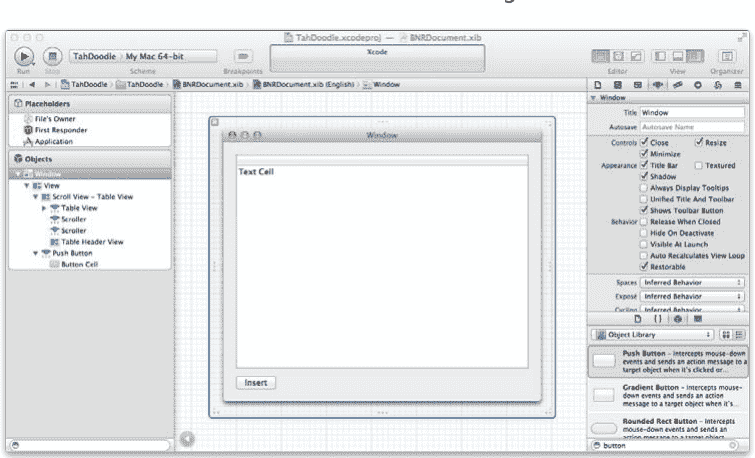 TahDoodle.xcodeproj — BNRDocument.xib
TahDoodle › My Mac 64-bit
Xcode
Run
Stop
Scheme
Breakpoints
Editor
View
Organizer
TahDoodle › TahDoodle › BNRDocument.xib › BNRDocument.xib (English) › Window
Placeholders
File's Owner
First Responder
Application
Objects
Window
View
Scroll View - Table View
Table View
Scroller
Scroller
Table Header View
Push Button
Button Cell
Window
Text Cell
Insert
Window
Title Window
Autosave Autosave Name
Controls Close Resize
Minimize
Appearance Title Bar Textured
Shadow
Always Display Tooltips
Unified Title And Toolbar
Shows Toolbar Button
Behavior Release When Closed
Hide On Deactivate
Visible At Launch
Auto Recalculates View Loop
Restorable
Spaces Inferred Behavior
Exposé Inferred Behavior
Cycling Inferred Behavior
Object Library
Push Button - Intercepts mouse-down
events and sends an action message to a
target object when it's clicked or...
Gradient Button - Intercepts mouse-
down events and sends an action
message to a target object when it's...
Rounded Rect Button - Intercepts
mouse-down events and sends an
action message to a target object
button